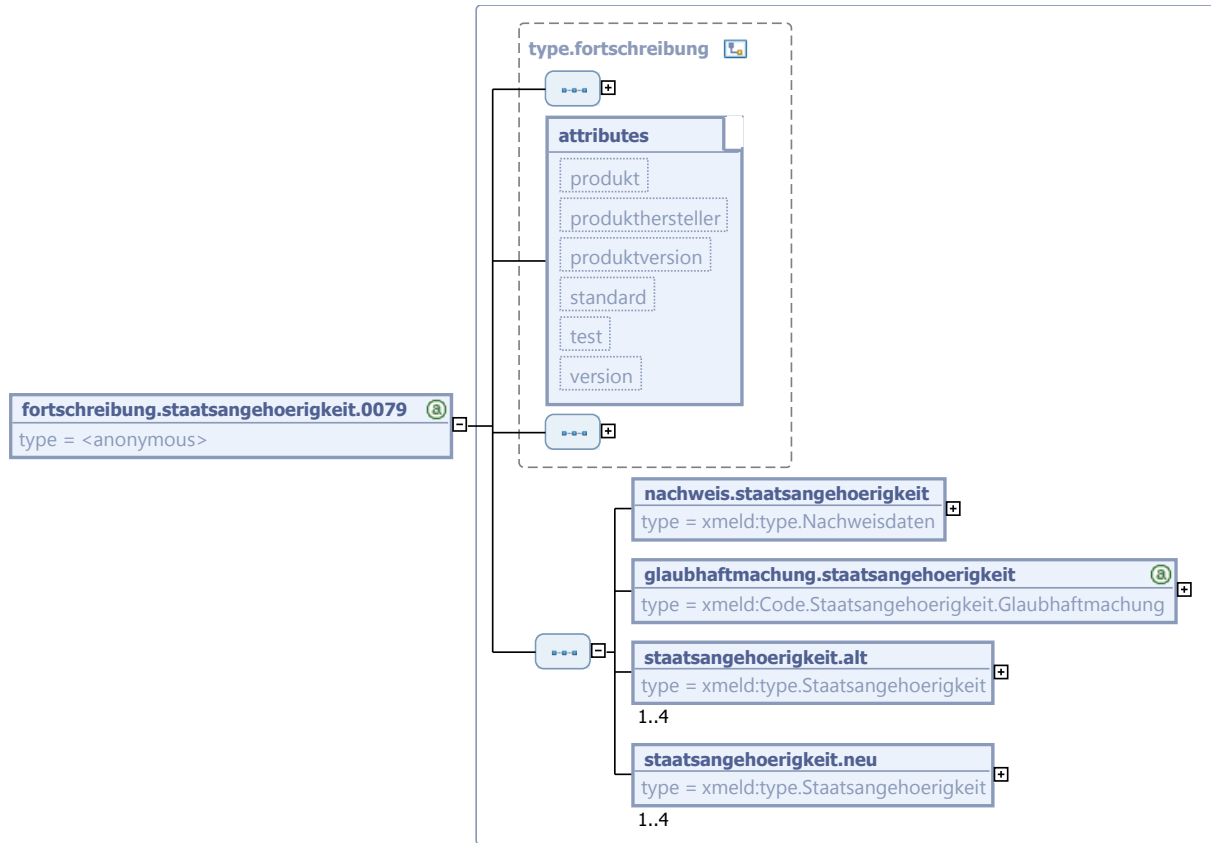 type.fortschreibung
attributes
produkt
produkthersteller
produktversion
standard
test
version
fortschreibung.staatsangehoerigkeit.0079 a
type = <anonymous>
nachweis.staatsangehoerigkeit
type = xmeld:type.Nachweisdaten
glaubhaftmachung.staatsangehoerigkeit a
type = xmeld:Code.Staatsangehoerigkeit.Glaubhaftmachung
staatsangehoerigkeit.alt
type = xmeld:type.Staatsangehoerigkeit
1..4
staatsangehoerigkeit.neu
type = xmeld:type.Staatsangehoerigkeit
1..4